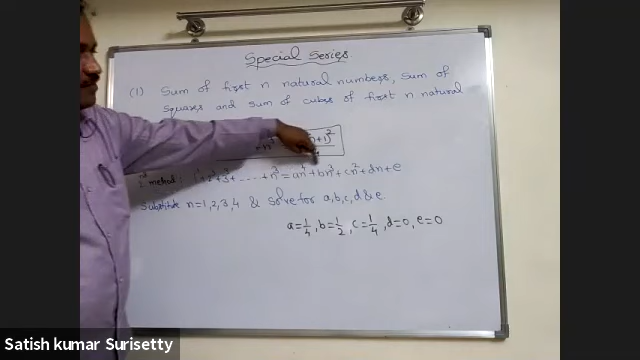 Special Series
(1) Sum of first n natural numbers, sum of
squares and sum of cubes of first n natural
+n³ n+1)²
method: 1³+2³+3³+-----+n³ = an⁴+bn³+cn²+dn+e
Substitute n=1,2,3,4 & solve for a,b,c,d & e.
a=1/4, b=1/2, c=1/4, d=0, e=0
Satish kumar Surisetty